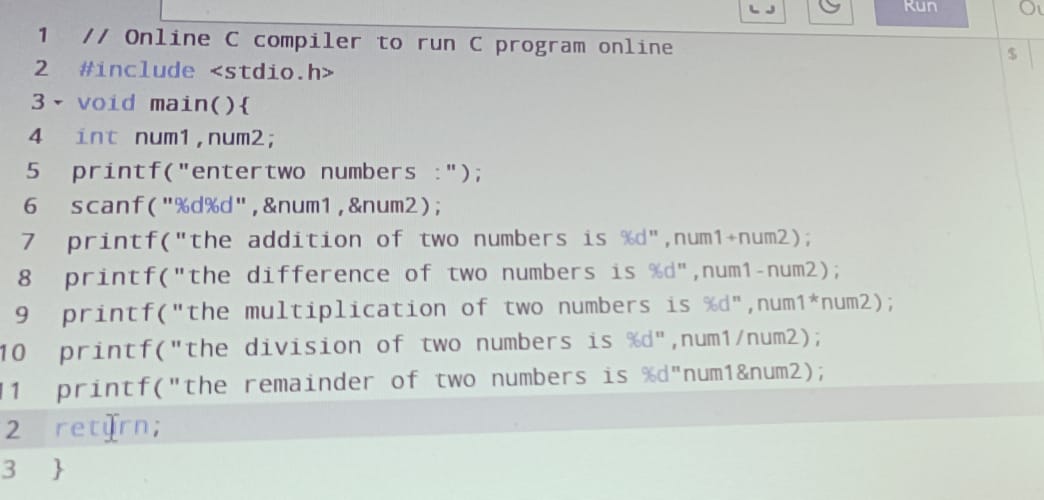 Run
1 // Online C compiler to run C program online
$
2 #include <stdio.h>
3 void main(){
4 int num1,num2;
5 printf("entertwo numbers :");
6 scanf("%d%d",&num1,&num2);
7 printf("the addition of two numbers is %d",num1+num2);
8 printf("the difference of two numbers is %d",num1-num2);
9 printf("the multiplication of two numbers is %d",num1*num2);
10 printf("the division of two numbers is %d",num1/num2);
11 printf("the remainder of two numbers is %d"num1&num2);
2 return;
3 }